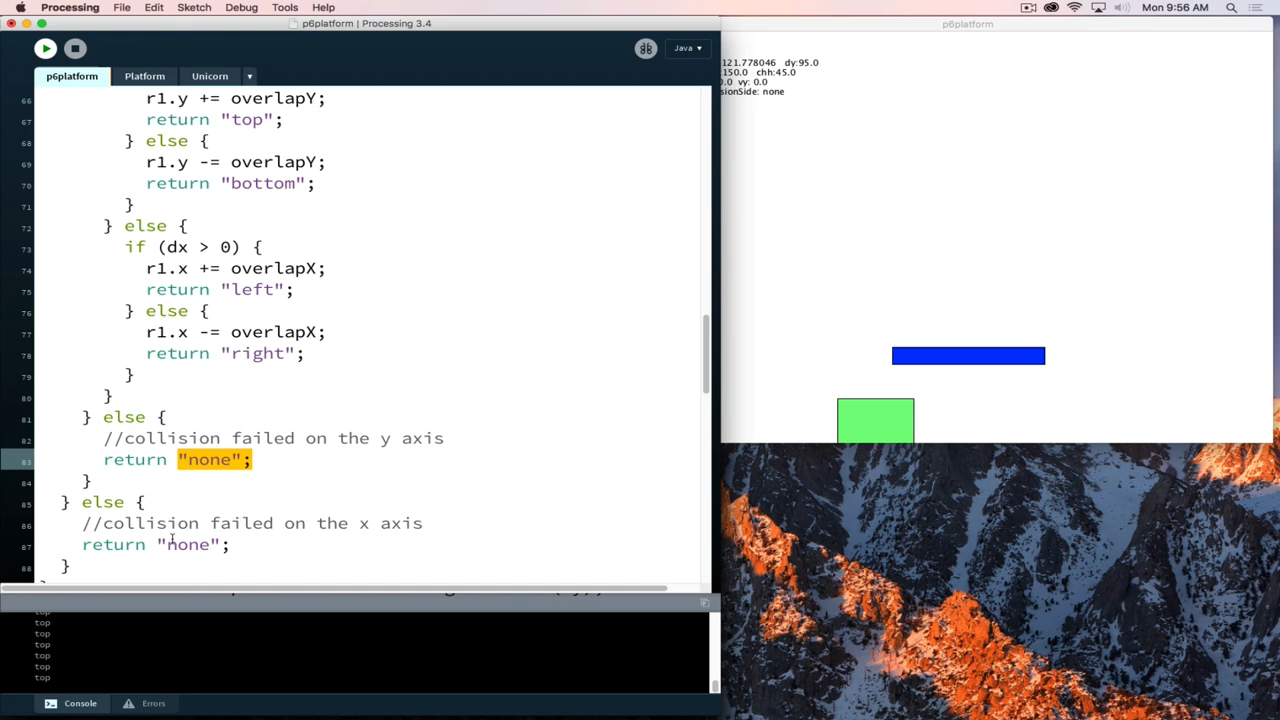 Processing File Edit Sketch Debug Tools Help Mon 9:56 AM
p6platform | Processing 3.4
p6platform
Java ▾
p6platform Platform Unicorn ▾
121.778046 dy:95.0
150.0 chh:45.0
0.0 vy: 0.0
sionSide: none
66 r1.y += overlapY;
67 return "top";
68 } else {
69 r1.y -= overlapY;
70 return "bottom";
71 }
72 } else {
73 if (dx > 0) {
74 r1.x += overlapX;
75 return "left";
76 } else {
77 r1.x -= overlapX;
78 return "right";
79 }
80 }
81 } else {
82 //collision failed on the y axis
83 return "none";
84 }
85 } else {
86 //collision failed on the x axis
87 return "none";
88 }
top
top
top
top
top
top
top
Console Errors